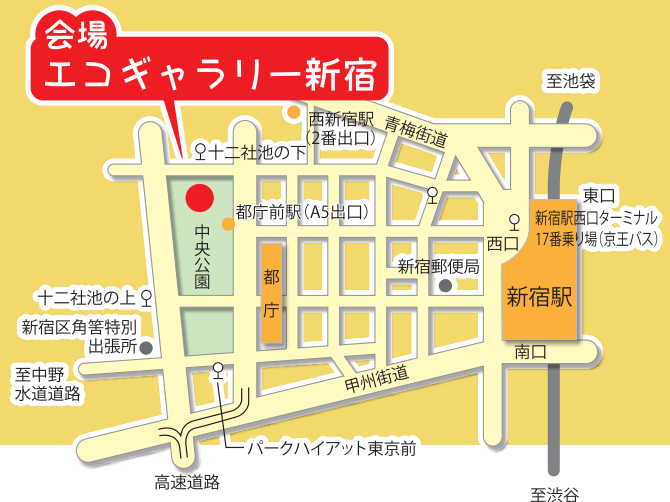 会場
エコギャラリー新宿
至池袋
西新宿駅
(2番出口)
青梅街道
十二社池の下
東口
都庁前駅(A5出口)
新宿駅西口ターミナル
17番乗り場(京王バス)
中央公園
西口
新宿郵便局
都庁
新宿駅
十二社池の上
新宿区角筈特別
出張所
南口
至中野
水道道路
甲州街道
パークハイアット東京前
高速道路
至渋谷